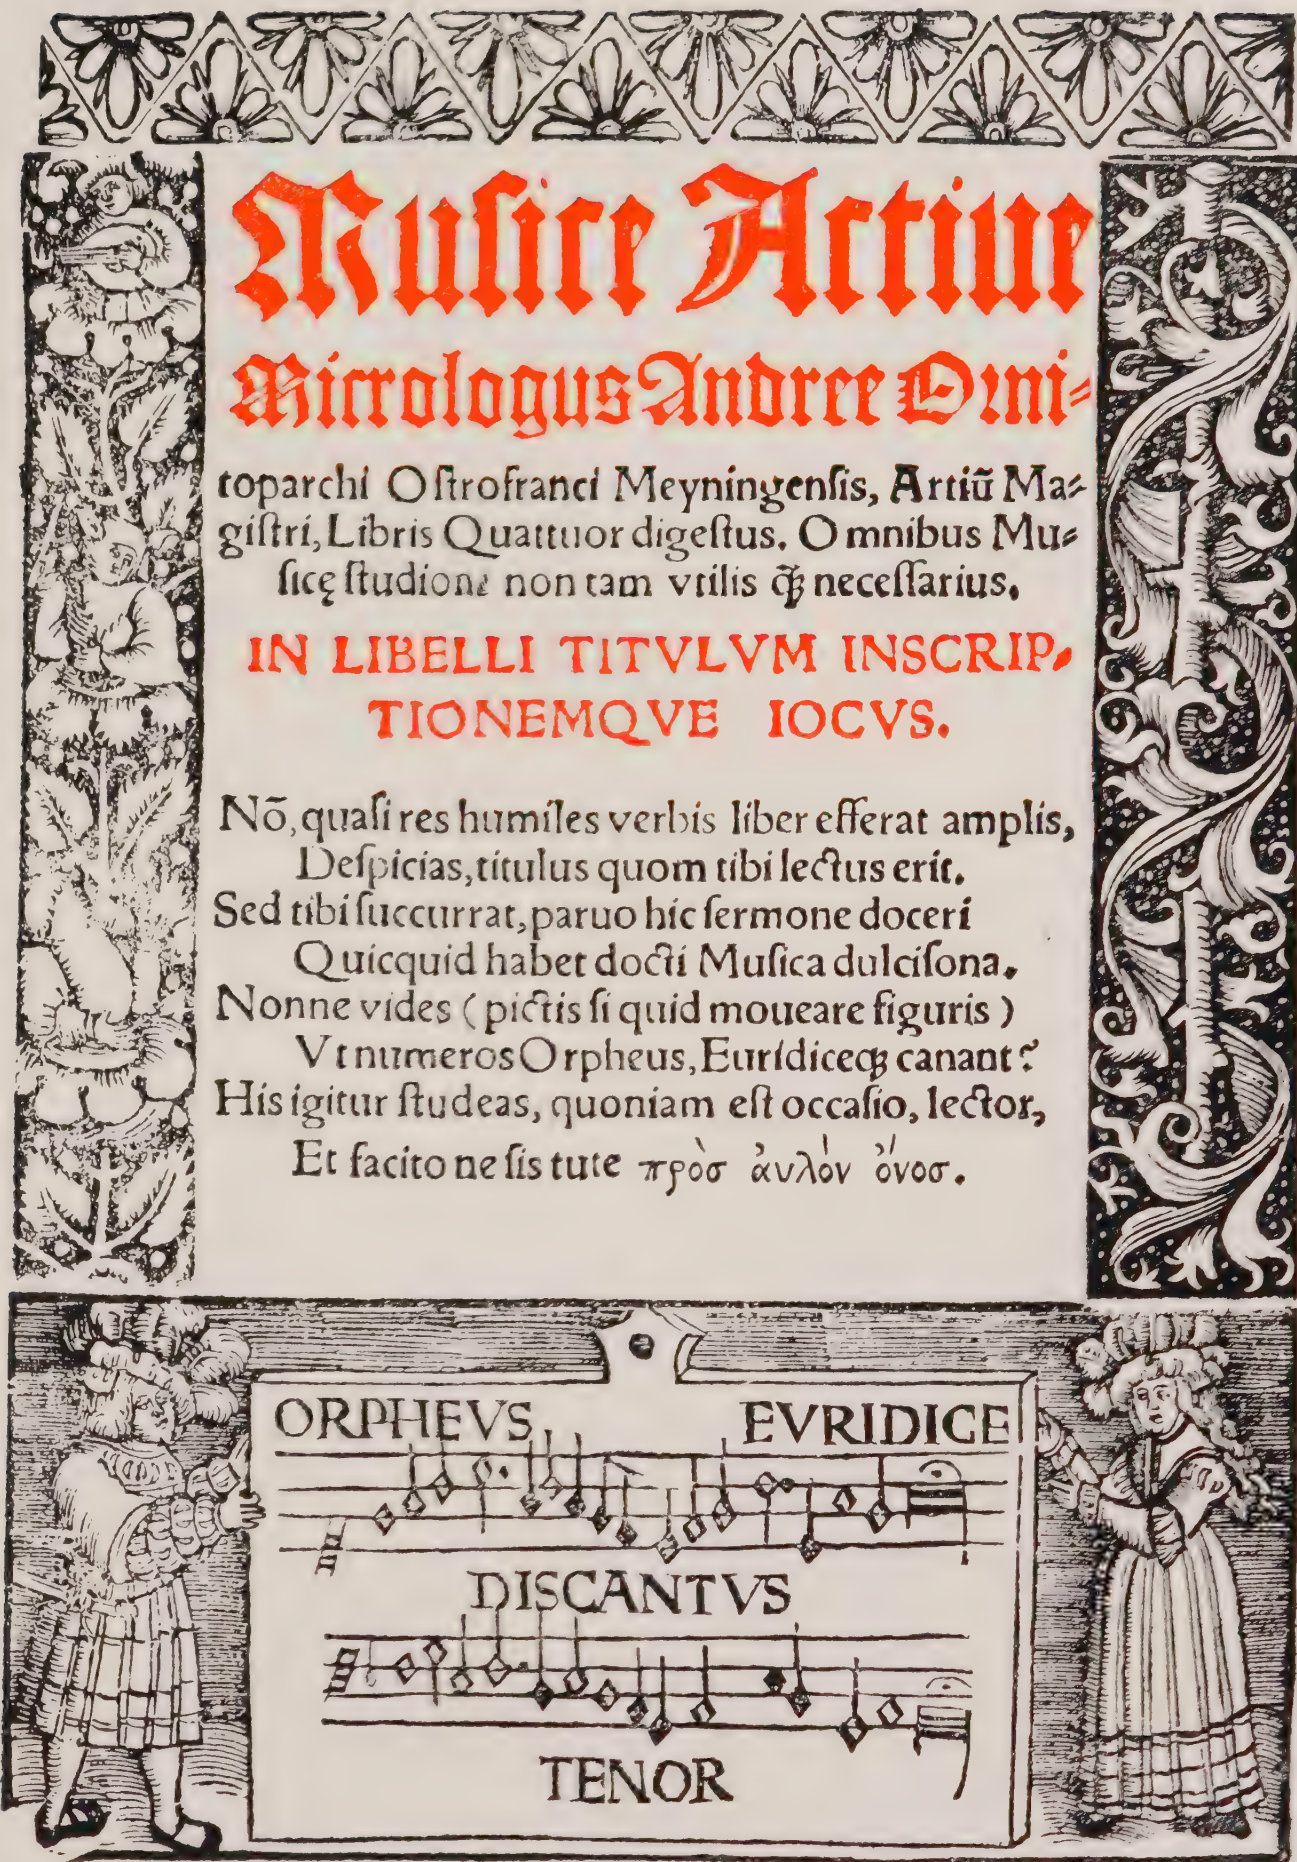 Muſice Actiue
Micrologus Andree Orni⸗
toparchi Oſtrofranci Meyningenſis, Artiũ Ma⸗
giſtri, Libris Quattuor digeſtus. Omnibus Mu⸗
ſicę ſtudioſis non tam vtilis ꝙ̃ neceſſarius.
IN LIBELLI TITVLVM INSCRIP⸗
TIONEMQVE IOCVS.
Nō, quaſi res humiles verbis liber efferat amplis,
Deſpicias, titulus quom tibi lectus erit.
Sed tibi ſuccurrat, paruo hic ſermone doceri
Quicquid habet docti Muſica dulciſona.
Nonne vides ( pictis ſi quid moueare figuris )
Vt numeros Orpheus, Euridiceqꝫ canant?
His igitur ſtudeas, quoniam eſt occaſio, lector,
Et facito ne ſis tute πρὸσ ἀυλὸν ὄνοσ.
ORPHEVS
EVRIDICE
DISCANTVS
TENOR